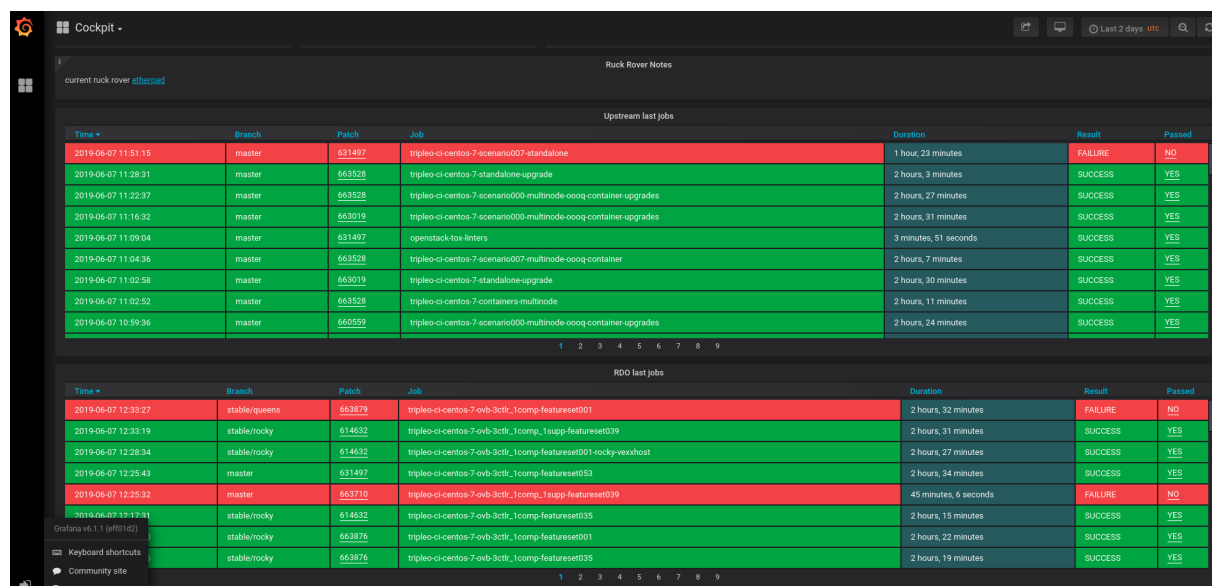 Cockpit
Last 2 days UTC
Ruck Rover Notes
current ruck rover etherpad
Upstream last jobs
Time Branch Patch Job Duration Result Passed
2019-06-07 11:51:15 master 631497 tripleo-ci-centos-7-scenario007-standalone 1 hour, 23 minutes FAILURE NO
2019-06-07 11:28:31 master 663528 tripleo-ci-centos-7-standalone-upgrade 2 hours, 3 minutes SUCCESS YES
2019-06-07 11:22:37 master 663528 tripleo-ci-centos-7-scenario000-multinode-oooq-container-upgrades 2 hours, 27 minutes SUCCESS YES
2019-06-07 11:16:32 master 663019 tripleo-ci-centos-7-scenario000-multinode-oooq-container-upgrades 2 hours, 31 minutes SUCCESS YES
2019-06-07 11:09:04 master 631497 openstack-tox-linters 3 minutes, 51 seconds SUCCESS YES
2019-06-07 11:04:36 master 663528 tripleo-ci-centos-7-scenario007-multinode-oooq-container 2 hours, 7 minutes SUCCESS YES
2019-06-07 11:02:58 master 663019 tripleo-ci-centos-7-standalone-upgrade 2 hours, 30 minutes SUCCESS YES
2019-06-07 11:02:52 master 663528 tripleo-ci-centos-7-containers-multinode 2 hours, 11 minutes SUCCESS YES
2019-06-07 10:59:36 master 660559 tripleo-ci-centos-7-scenario000-multinode-oooq-container-upgrades 2 hours, 24 minutes SUCCESS YES
1 2 3 4 5 6 7 8 9
RDO last jobs
Time Branch Patch Job Duration Result Passed
2019-06-07 12:33:27 stable/queens 663879 tripleo-ci-centos-7-ovb-3ctlr_1comp-featureset001 2 hours, 32 minutes FAILURE NO
2019-06-07 12:33:19 stable/rocky 614632 tripleo-ci-centos-7-ovb-3ctlr_1comp_1supp-featureset039 2 hours, 31 minutes SUCCESS YES
2019-06-07 12:28:34 stable/rocky 614632 tripleo-ci-centos-7-ovb-3ctlr_1comp-featureset001-rocky-vexxhost 2 hours, 27 minutes SUCCESS YES
2019-06-07 12:25:43 master 631497 tripleo-ci-centos-7-ovb-3ctlr_1comp-featureset053 2 hours, 34 minutes SUCCESS YES
2019-06-07 12:25:32 master 663710 tripleo-ci-centos-7-ovb-3ctlr_1comp_1supp-featureset039 45 minutes, 6 seconds FAILURE NO
2019-06-07 12:17:31 stable/rocky 614632 tripleo-ci-centos-7-ovb-3ctlr_1comp-featureset035 2 hours, 15 minutes SUCCESS YES
Grafana v6.1.1 (eff01d2)
stable/rocky 663876 tripleo-ci-centos-7-ovb-3ctlr_1comp-featureset001 2 hours, 22 minutes SUCCESS YES
Keyboard shortcuts
stable/rocky 663876 tripleo-ci-centos-7-ovb-3ctlr_1comp-featureset035 2 hours, 19 minutes SUCCESS YES
Community site
1 2 3 4 5 6 7 8 9